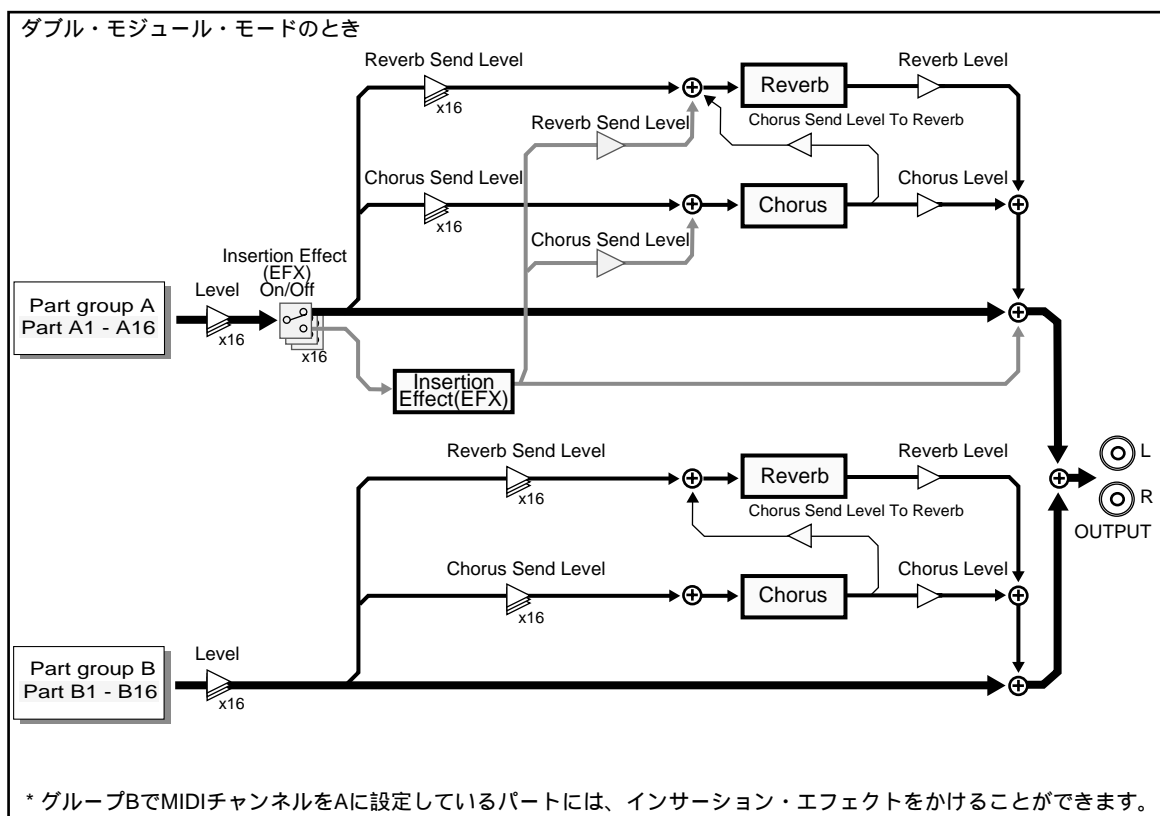 ダブル・モジュール・モードのとき
Reverb Send Level
x16
Reverb
Reverb Level
Reverb Send Level
Chorus Send Level To Reverb
Chorus Send Level
x16
Chorus
Chorus Level
Chorus Send Level
Insertion Effect
(EFX)
On/Off
x16
Part group A
Part A1 - A16
Level
x16
Insertion
Effect(EFX)
Reverb Send Level
x16
Reverb
Reverb Level
Chorus Send Level To Reverb
L
R
OUTPUT
Chorus Send Level
x16
Chorus
Chorus Level
Part group B
Part B1 - B16
Level
x16
* グループBでMIDIチャンネルをAに設定しているパートには、インサーション・エフェクトをかけることができます。